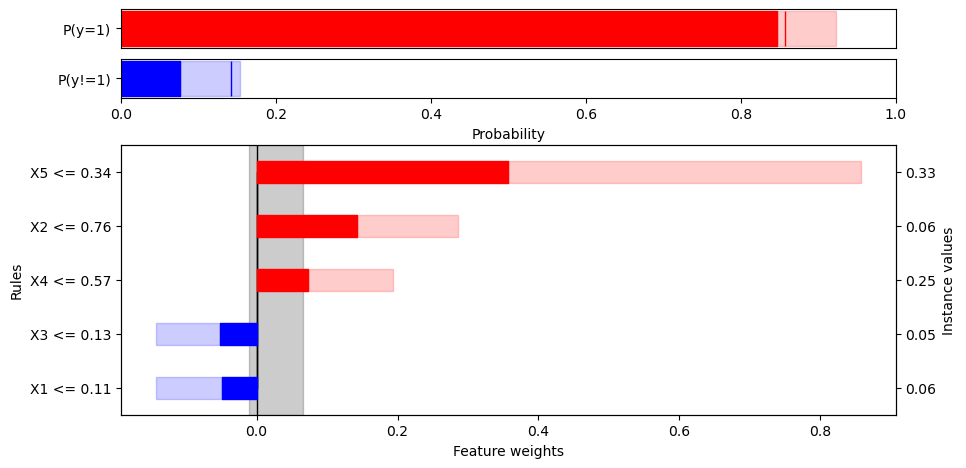 P(y=1)
P(y!=1)
0.0 0.2 0.4 0.6 0.8 1.0
Probability
X5 <= 0.34 0.33
X2 <= 0.76 0.06
X4 <= 0.57 0.25
X3 <= 0.13 0.05
X1 <= 0.11 0.06
Rules
Instance values
0.0 0.2 0.4 0.6 0.8
Feature weights